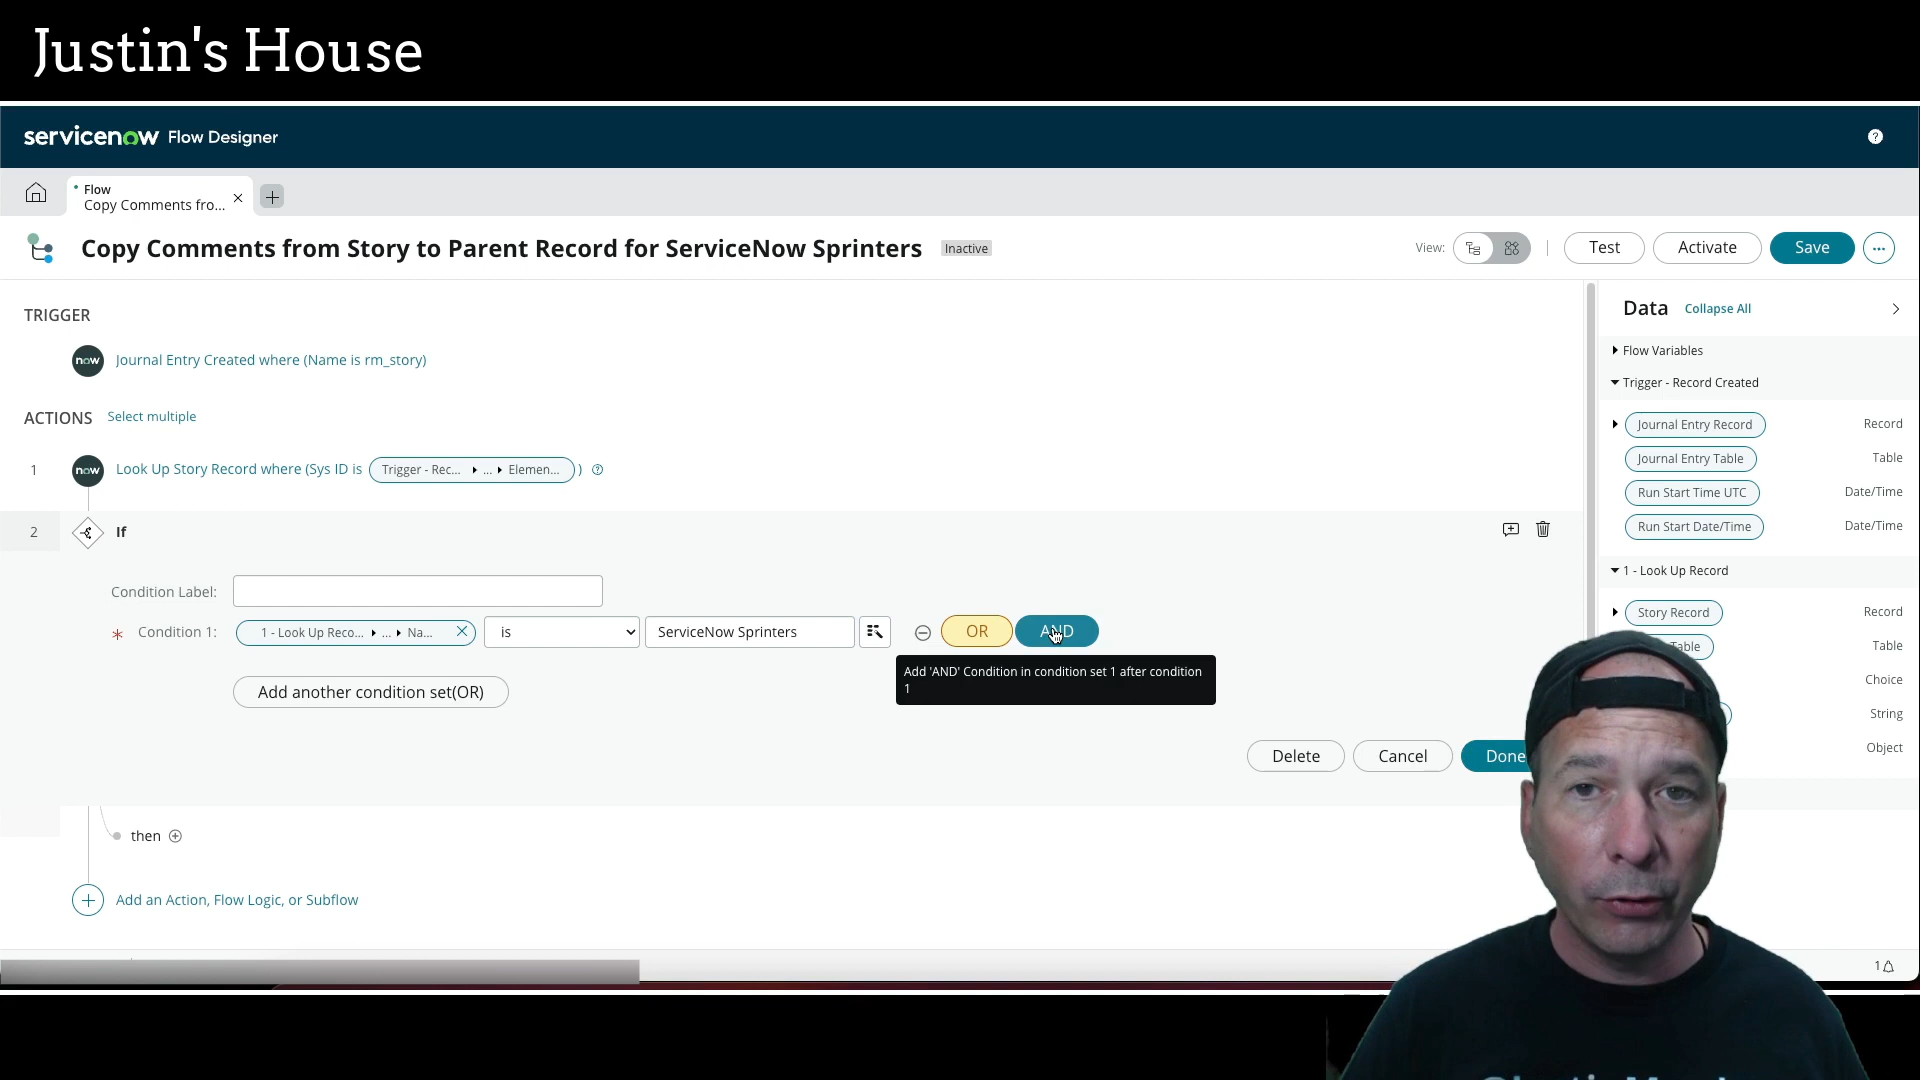 Justin's House
servicenow Flow Designer
?
Flow
Copy Comments fro...
Copy Comments from Story to Parent Record for ServiceNow Sprinters Inactive
View: Test Activate Save ...
TRIGGER
now Journal Entry Created where (Name is rm_story)
ACTIONS Select multiple
1 now Look Up Story Record where (Sys ID is Trigger - Rec... ... Elemen... ) ?
2 If
Condition Label:
* Condition 1: 1 - Look Up Reco... ... Na... is ServiceNow Sprinters OR AND
Add 'AND' Condition in condition set 1 after condition
1
Add another condition set(OR)
Delete Cancel Done
then
Add an Action, Flow Logic, or Subflow
Data Collapse All
Flow Variables
Trigger - Record Created
Journal Entry Record Record
Journal Entry Table Table
Run Start Time UTC Date/Time
Run Start Date/Time Date/Time
1 - Look Up Record
Story Record Record
Table Table
Choice
String
Object
1